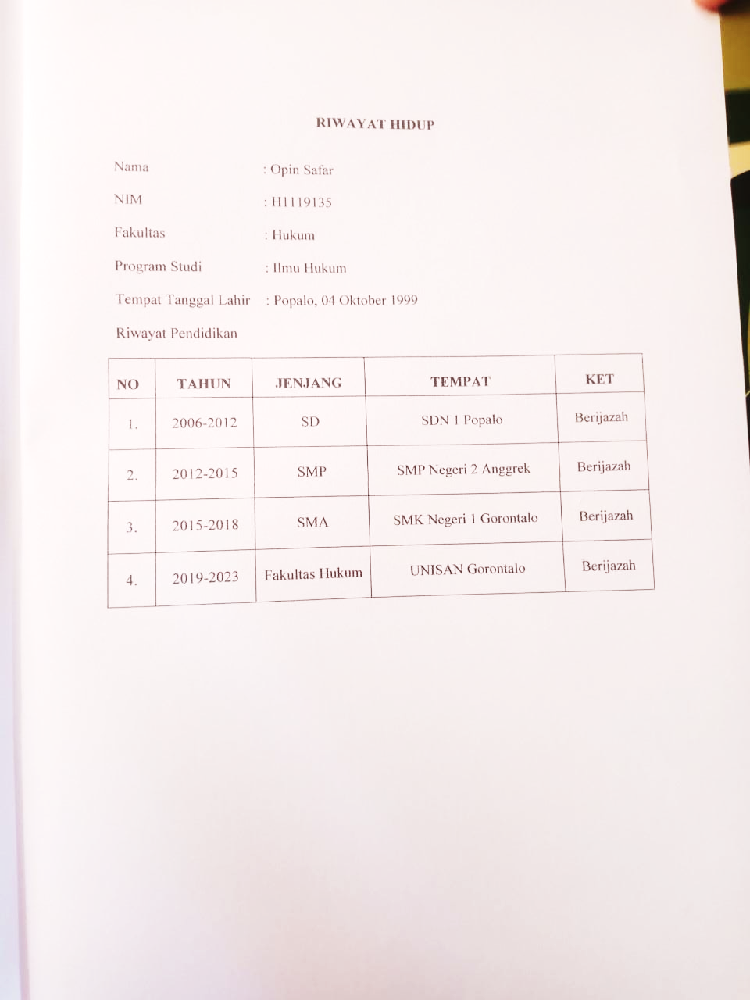 RIWAYAT HIDUP
Nama : Opin Safar
NIM : H1119135
Fakultas : Hukum
Program Studi : Ilmu Hukum
Tempat Tanggal Lahir : Popalo, 04 Oktober 1999
Riwayat Pendidikan
NO TAHUN JENJANG TEMPAT KET
1. 2006-2012 SD SDN 1 Popalo Berijazah
2. 2012-2015 SMP SMP Negeri 2 Anggrek Berijazah
3. 2015-2018 SMA SMK Negeri 1 Gorontalo Berijazah
4. 2019-2023 Fakultas Hukum UNISAN Gorontalo Berijazah